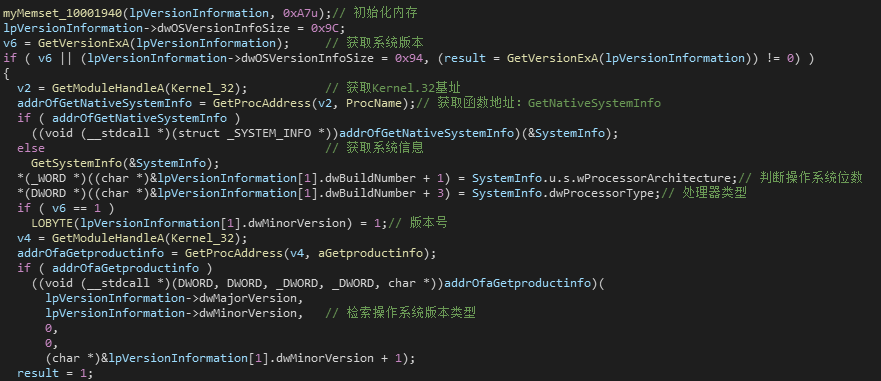 myMemset_10001940(lpVersionInformation, 0xA7u);// 初始化内存
lpVersionInformation->dwOSVersionInfoSize = 0x9C;
v6 = GetVersionExA(lpVersionInformation);     // 获取系统版本
if ( v6 || (lpVersionInformation->dwOSVersionInfoSize = 0x94, (result = GetVersionExA(lpVersionInformation)) != 0) )
{
  v2 = GetModuleHandleA(Kernel_32);           // 获取Kernel.32基址
  addrOfGetNativeSystemInfo = GetProcAddress(v2, ProcName);// 获取函数地址：GetNativeSystemInfo
  if ( addrOfGetNativeSystemInfo )
    ((void (__stdcall *)(struct _SYSTEM_INFO *))addrOfGetNativeSystemInfo)(&SystemInfo);
  else                                        // 获取系统信息
    GetSystemInfo(&SystemInfo);
  *(_WORD *)((char *)&lpVersionInformation[1].dwBuildNumber + 1) = SystemInfo.u.s.wProcessorArchitecture;// 判断操作系统位数
  *(DWORD *)((char *)&lpVersionInformation[1].dwBuildNumber + 3) = SystemInfo.dwProcessorType;// 处理器类型
  if ( v6 == 1 )
    LOBYTE(lpVersionInformation[1].dwMinorVersion) = 1;// 版本号
  v4 = GetModuleHandleA(Kernel_32);
  addrOfaGetproductinfo = GetProcAddress(v4, aGetproductinfo);
  if ( addrOfaGetproductinfo )
    ((void (__stdcall *)(DWORD, DWORD, _DWORD, _DWORD, char *))addrOfaGetproductinfo)(
      lpVersionInformation->dwMajorVersion,
      lpVersionInformation->dwMinorVersion,   // 检索操作系统版本类型
      0,
      0,
      (char *)&lpVersionInformation[1].dwMinorVersion + 1);
  result = 1;